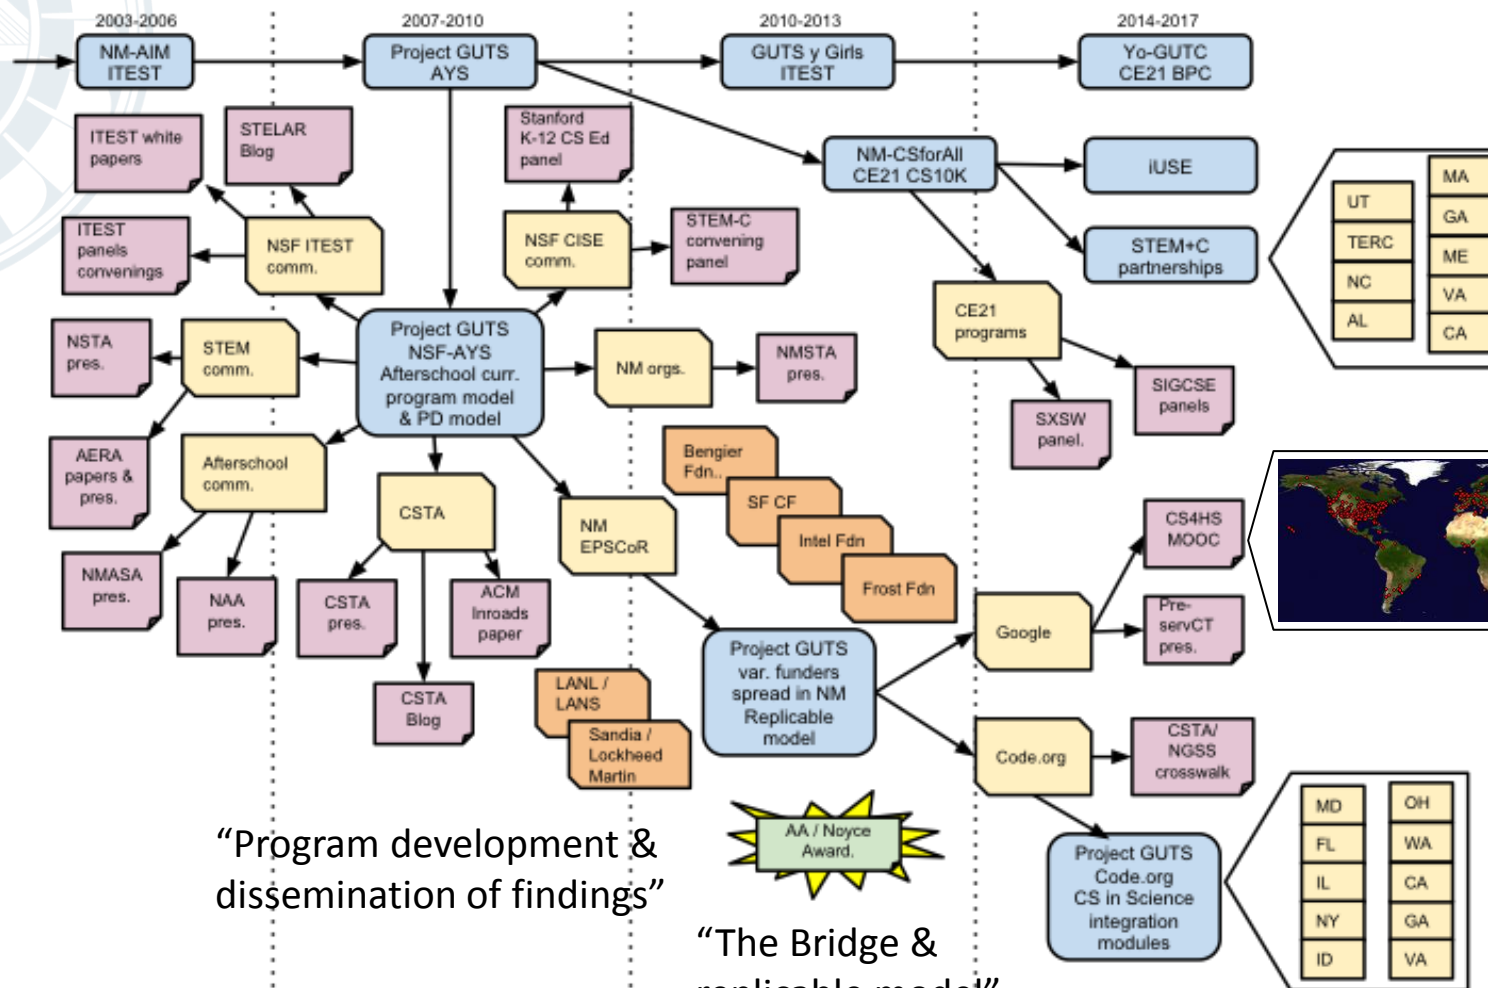 2003-2006
2007-2010
2010-2013
2014-2017
NM-AIM
ITEST
Project GUTS
AYS
GUTS y Girls
ITEST
Yo-GUTC
CE21 BPC
ITEST white
papers
STELAR
Blog
Stanford
K-12 CS Ed
panel
NM-CSforAll
CE21 CS10K
iUSE
ITEST
panels
convenings
NSF ITEST
comm.
NSF CISE
comm.
STEM-C
convening
panel
STEM+C
partnerships
UT
TERC
NC
AL
MA
GA
ME
VA
CA
NSTA
pres.
STEM
comm.
Project GUTS
NSF-AYS
Afterschool curr.
program model
& PD model
NM orgs.
NMSTA
pres.
CE21
programs
SIGCSE
panels
SXSW
panel.
AERA
papers &
pres.
Afterschool
comm.
CSTA
NM
EPSCoR
Bengier
Fdn..
SF CF
Intel Fdn
Frost Fdn
CS4HS
MOOC
NMASA
pres.
NAA
pres.
CSTA
pres.
ACM
Inroads
paper
CSTA
Blog
Google
Pre-
servCT
pres.
Project GUTS
var. funders
spread in NM
Replicable
model
LANL /
LANS
Sandia /
Lockheed
Martin
Code.org
CSTA/
NGSS
crosswalk
AA / Noyce
Award.
Project GUTS
Code.org
CS in Science
integration
modules
MD
FL
IL
NY
ID
OH
WA
CA
GA
VA
“Program development &
dissemination of findings”
“The Bridge &
replicable model”